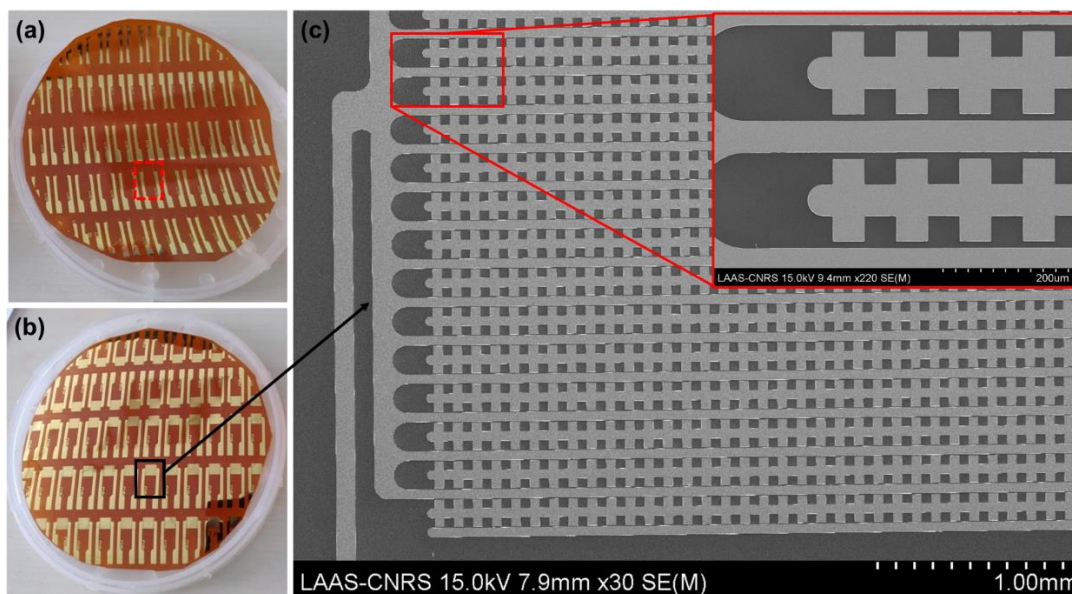 (a)
(b)
(c)
LAAS-CNRS 15.0kV 9.4mm x220 SE(M)
200um
LAAS-CNRS 15.0kV 7.9mm x30 SE(M)
1.00mm